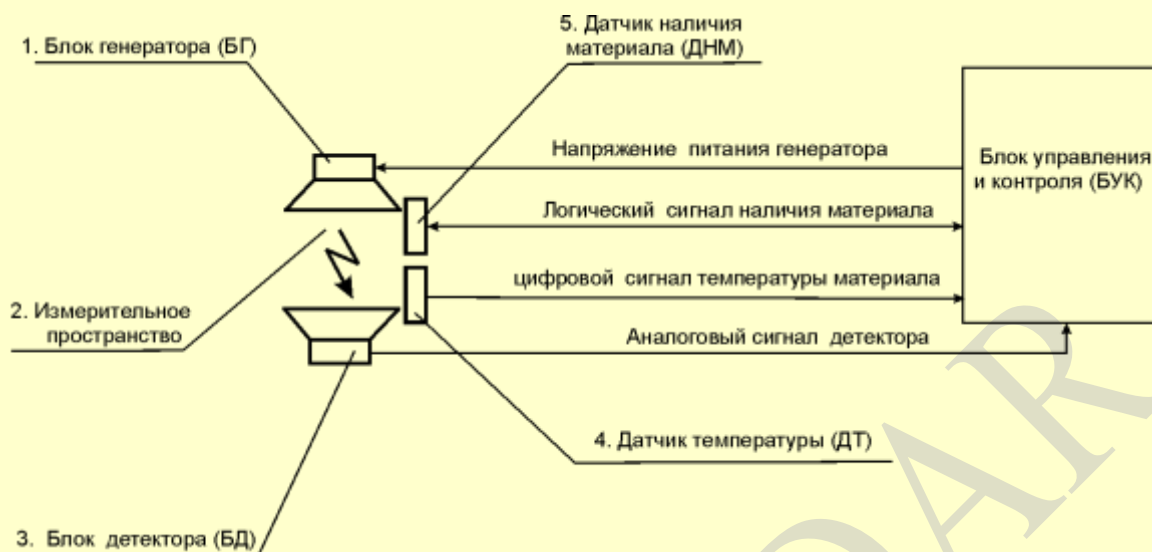 5. Датчик наличия
материала (ДНМ)
1. Блок генератора (БГ)
Напряжение питания генератора
Блок управления
и контроля (БУК)
Логический сигнал наличия материала
цифровой сигнал температуры материала
2. Измерительное
пространство
Аналоговый сигнал детектора
4. Датчик температуры (ДТ)
3. Блок детектора (БД)
DAR